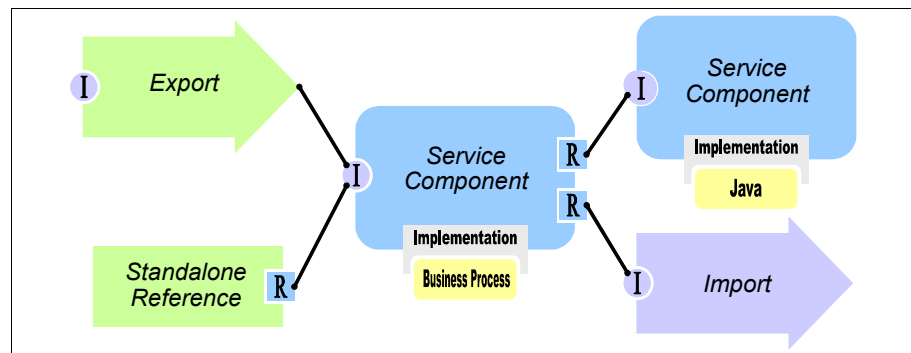 I
Export
Standalone
Reference
R
I
Service
Component
R
R
Implementation
Business Process
I
Service
Component
Implementation
Java
I
Import